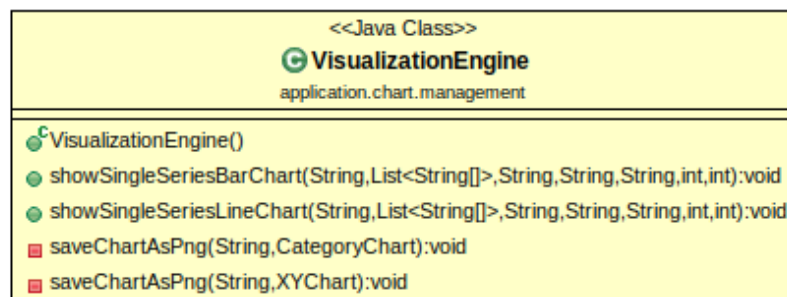 <<Java Class>>
C VisualizationEngine
application.chart.management
C VisualizationEngine()
showSingleSeriesBarChart(String,List<String[]>,String,String,String,int,int):void
showSingleSeriesLineChart(String,List<String[]>,String,String,String,int,int):void
saveChartAsPng(String,CategoryChart):void
saveChartAsPng(String,XYChart):void